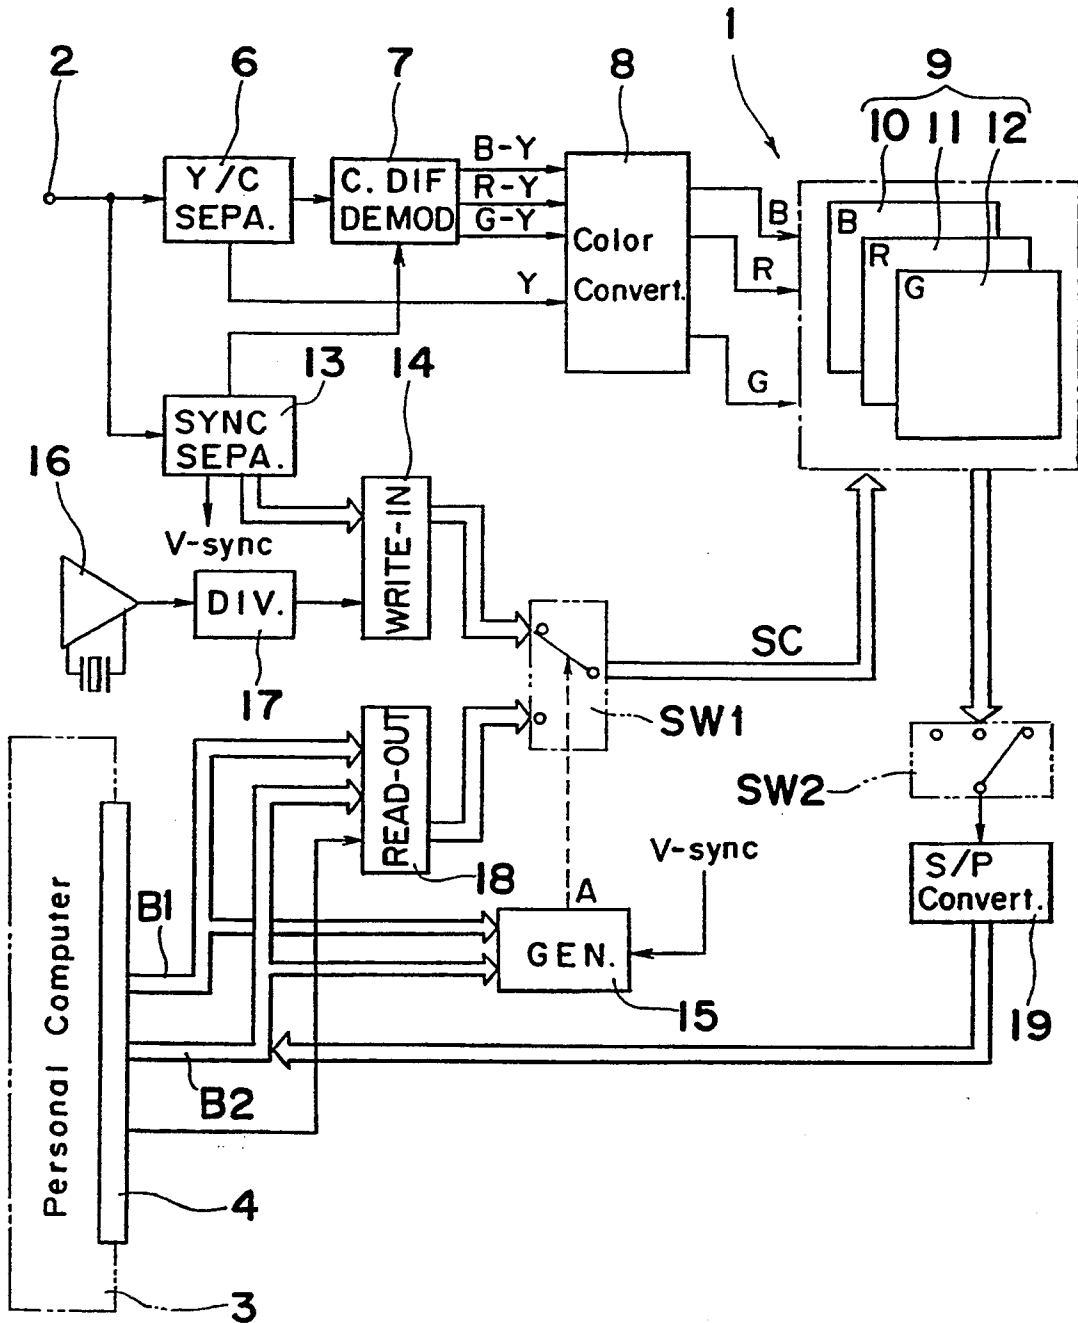 1
2
6
7
8
9
10 11 12
Y/C
SEPA.
C. DIF
DEMOD
B-Y
R-Y
G-Y
Y
Color
Convert.
B
R
G
B
R
G
13
14
SYNC
SEPA.
V-sync
16
DIV.
17
WRITE-IN
SC
SW1
SW2
READ-OUT
18
V-sync
A
GEN.
15
S/P
Convert.
19
B1
B2
Personal Computer
4
3